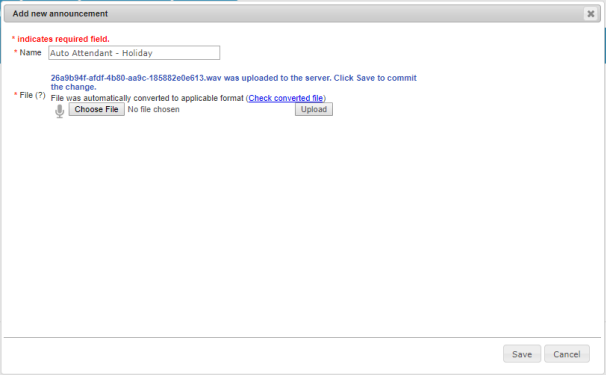 Add new announcement
* indicates required field.
* Name Auto Attendant - Holiday
26a9b94f-afdf-4b80-aa9c-185882e0e613.wav was uploaded to the server. Click Save to commit
the change.
* File (?) File was automatically converted to applicable format (Check converted file)
Choose File No file chosen Upload
Save Cancel